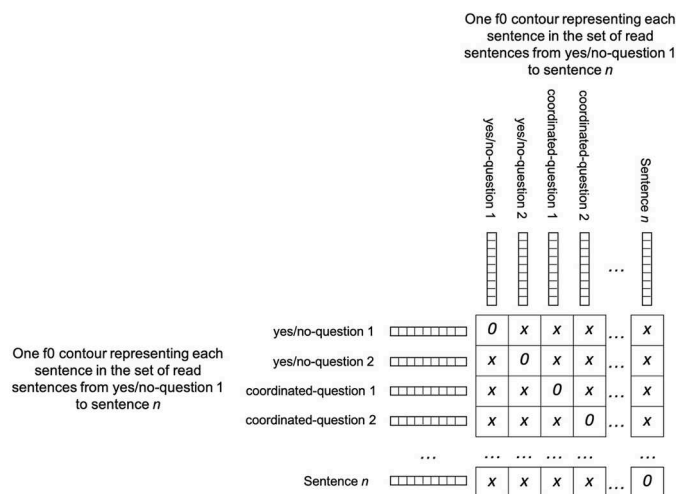 One f0 contour representing each
sentence in the set of read
sentences from yes/no-question 1
to sentence n
yes/no-question 1
yes/no-question 2
coordinated-question 1
coordinated-question 2
Sentence n
...
yes/no-question 1 0 x x x ... x
One f0 contour representing each
sentence in the set of read
sentences from yes/no-question 1
to sentence n
yes/no-question 2 x 0 x x ... x
coordinated-question 1 x x 0 x ... x
coordinated-question 2 x x x 0 ... x
... ... ... ... ... ...
Sentence n x x x x ... 0